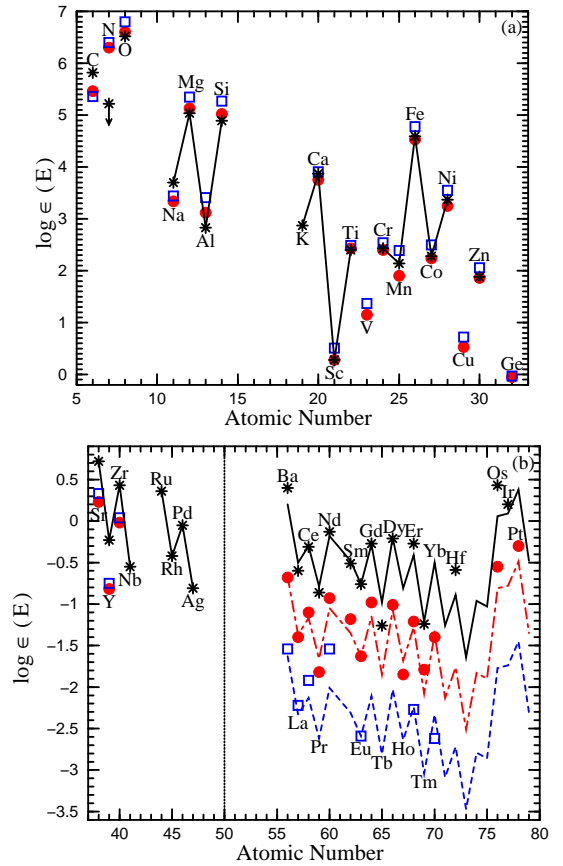 (a)
7
6
5
4
3
2
1
0
log ϵ (E)
C
N
O
Na
Mg
Al
Si
K
Ca
Sc
Ti
V
Cr
Mn
Fe
Co
Ni
Cu
Zn
Ge
5 10 15 20 25 30
Atomic Number
(b)
0.5
0
−0.5
−1
−1.5
−2
−2.5
−3
−3.5
log ϵ (E)
Sr
Y
Zr
Nb
Ru
Rh
Pd
Ag
Ba
La
Ce
Pr
Nd
Sm
Eu
Gd
Tb
Dy
Ho
Er
Tm
Yb
Hf
Os
Ir
Pt
40 45 50 55 60 65 70 75 80
Atomic Number